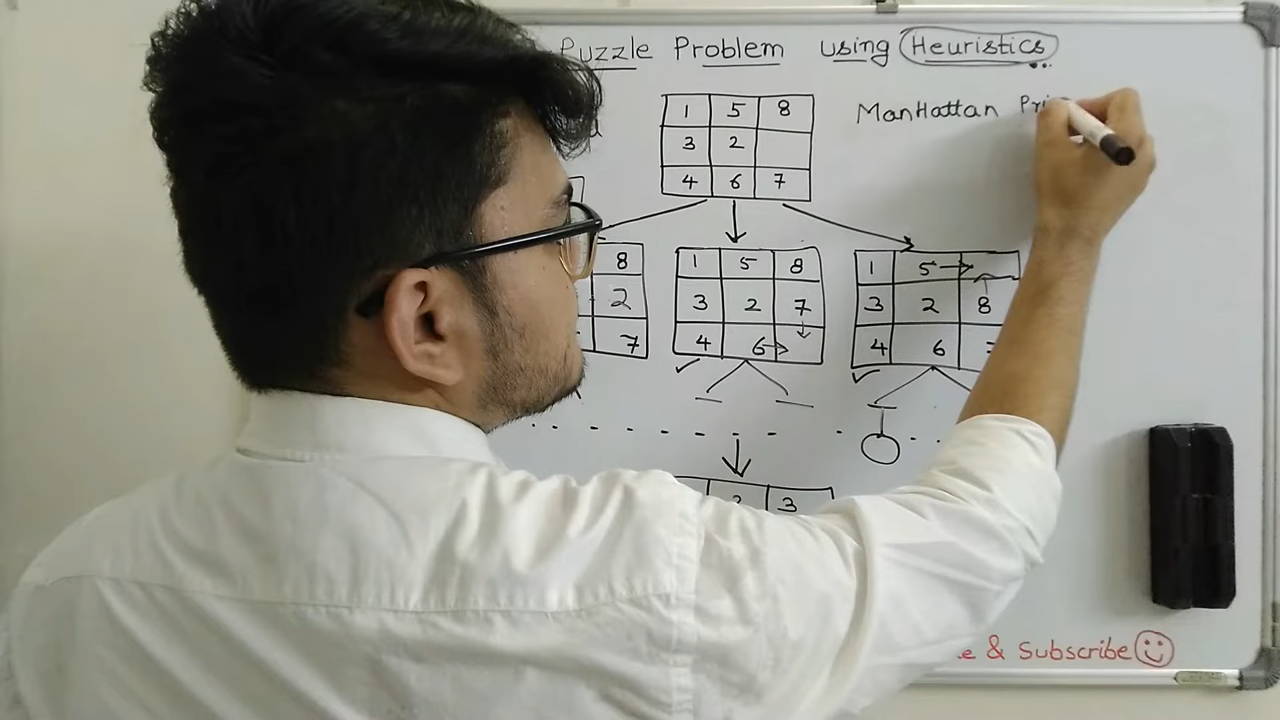 Puzzle Problem using Heuristics
ManHattan
1 5 8
3 2
4 6 7
8
2
7
1 5 8
3 2 7
4 6
1 5
3 2 8
4 6
3
& Subscribe